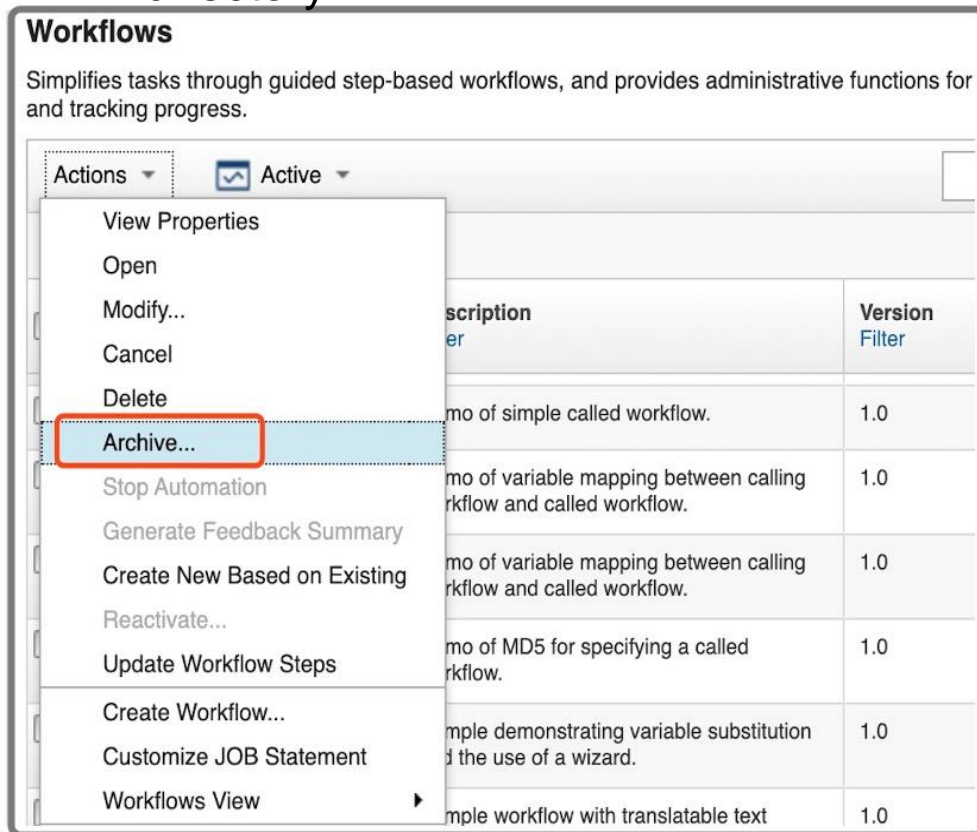 Workflows
Simplifies tasks through guided step-based workflows, and provides administrative functions for
and tracking progress.
Actions
Active
View Properties
Open
Modify...
Cancel
Delete
Archive...
Stop Automation
Generate Feedback Summary
Create New Based on Existing
Reactivate...
Update Workflow Steps
Create Workflow...
Customize JOB Statement
Workflows View
scription
er
Version
Filter
mo of simple called workflow.
1.0
mo of variable mapping between calling
rkflow and called workflow.
1.0
mo of variable mapping between calling
rkflow and called workflow.
1.0
mo of MD5 for specifying a called
rkflow.
1.0
mple demonstrating variable substitution
d the use of a wizard.
1.0
mple workflow with translatable text
1.0